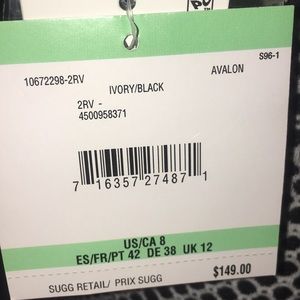 S96-1
10672298-2RV AVALON
IVORY/BLACK
2RV -
4500958371
7 16357 27487 1
US/CA 8
ES/FR/PT 42 DE 38 UK 12
SUGG RETAIL/ PRIX SUGG $149.00